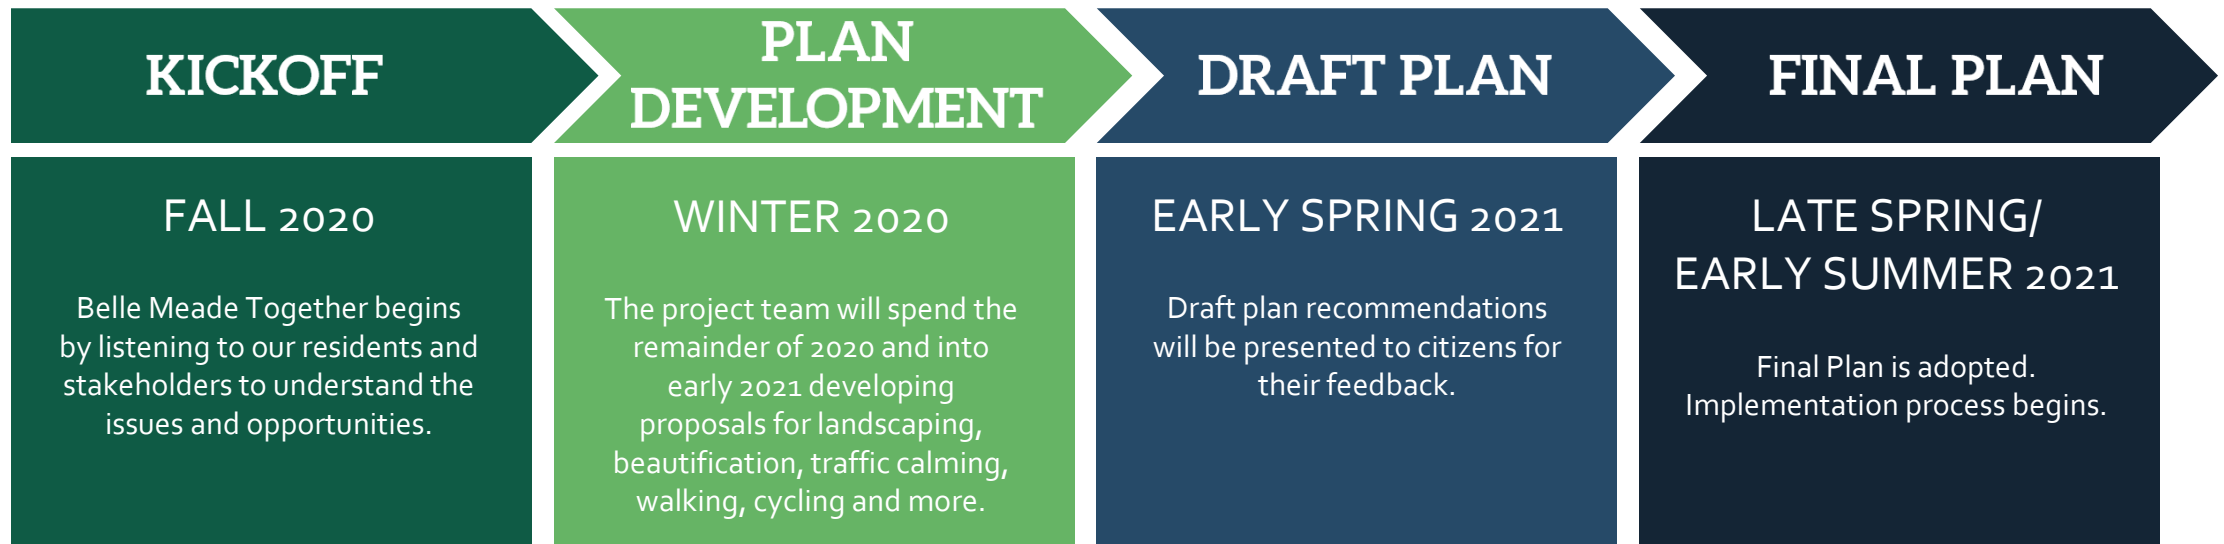 KICKOFF
FALL 2020
Belle Meade Together begins
by listening to our residents and
stakeholders to understand the
issues and opportunities.
PLAN
DEVELOPMENT
WINTER 2020
The project team will spend the
remainder of 2020 and into
early 2021 developing
proposals for landscaping,
beautification, traffic calming,
walking, cycling and more.
DRAFT PLAN
EARLY SPRING 2021
Draft plan recommendations
will be presented to citizens for
their feedback.
FINAL PLAN
LATE SPRING/
EARLY SUMMER 2021
Final Plan is adopted.
Implementation process begins.